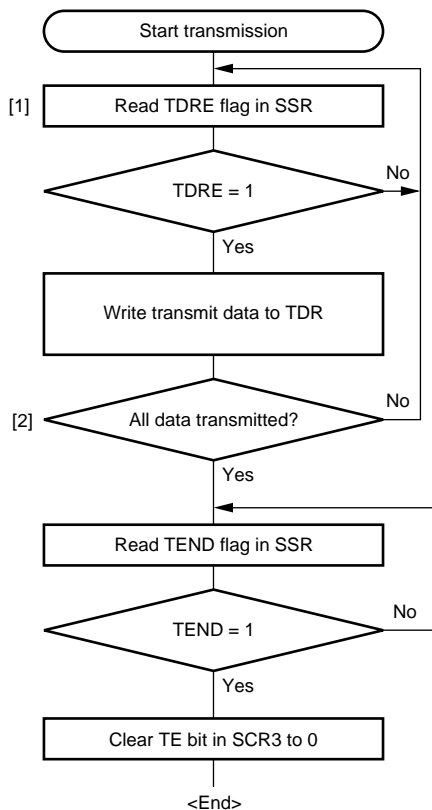 Start transmission
[1]
Read TDRE flag in SSR
No
TDRE = 1
Yes
Write transmit data to TDR
No
[2]
All data transmitted?
Yes
Read TEND flag in SSR
No
TEND = 1
Yes
Clear TE bit in SCR3 to 0
<End>